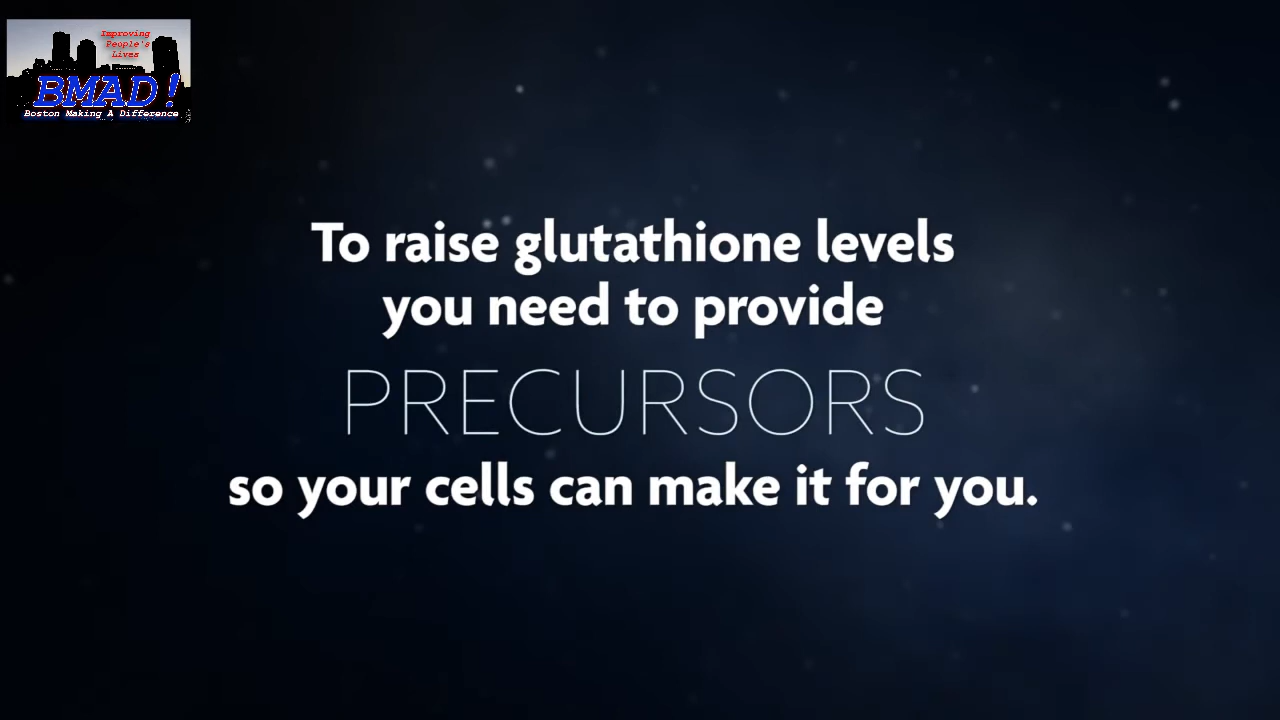 Improving
People's
Lives
BMAD!
Boston Making A Difference
To raise glutathione levels
you need to provide
PRECURSORS
so your cells can make it for you.